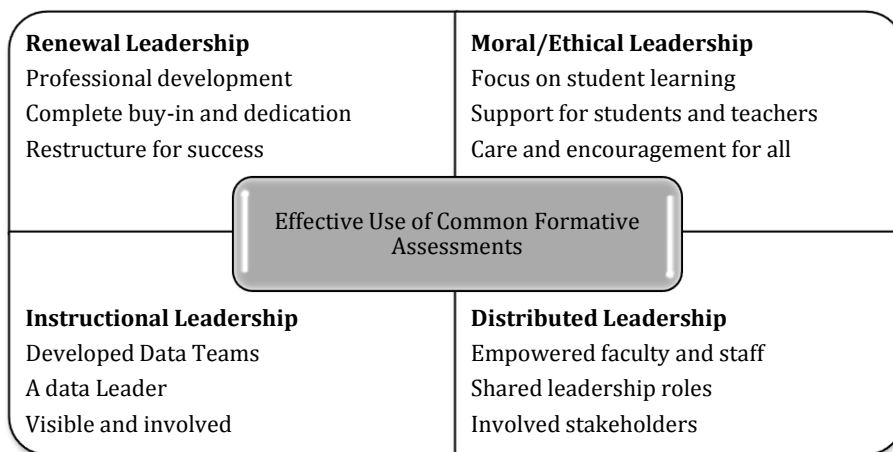 Renewal Leadership
Professional development
Complete buy-in and dedication
Restructure for success
Moral/Ethical Leadership
Focus on student learning
Support for students and teachers
Care and encouragement for all
Effective Use of Common Formative
Assessments
Instructional Leadership
Developed Data Teams
A data Leader
Visible and involved
Distributed Leadership
Empowered faculty and staff
Shared leadership roles
Involved stakeholders